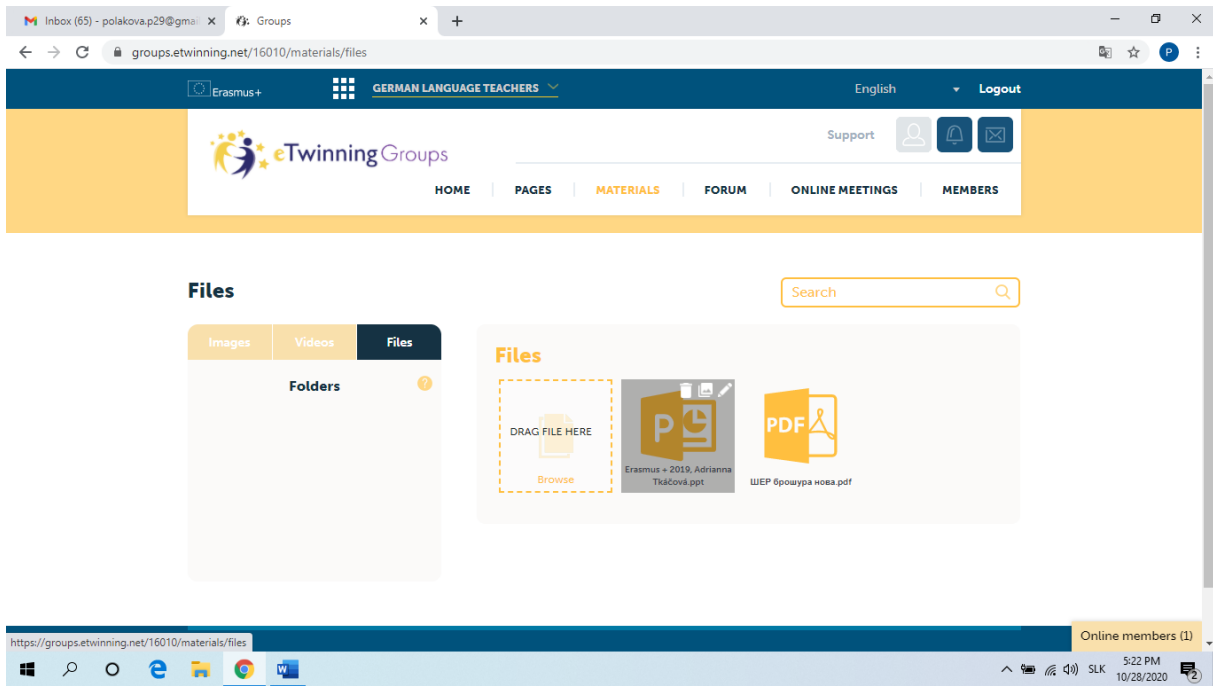 Inbox (65) - polakova.p29@gmai
Groups
groups.etwinning.net/16010/materials/files
P
Erasmus+
GERMAN LANGUAGE TEACHERS
English
Logout
eTwinning Groups
Support
HOME
PAGES
MATERIALS
FORUM
ONLINE MEETINGS
MEMBERS
Files
Search
Images
Videos
Files
Folders
?
Files
DRAG FILE HERE
Browse
P
Erasmus + 2019, Adrianna
Tkáčová.ppt
PDF
ШЕР брошура нова.pdf
Online members (1)
https://groups.etwinning.net/16010/materials/files
SLK
5:22 PM
10/28/2020
2